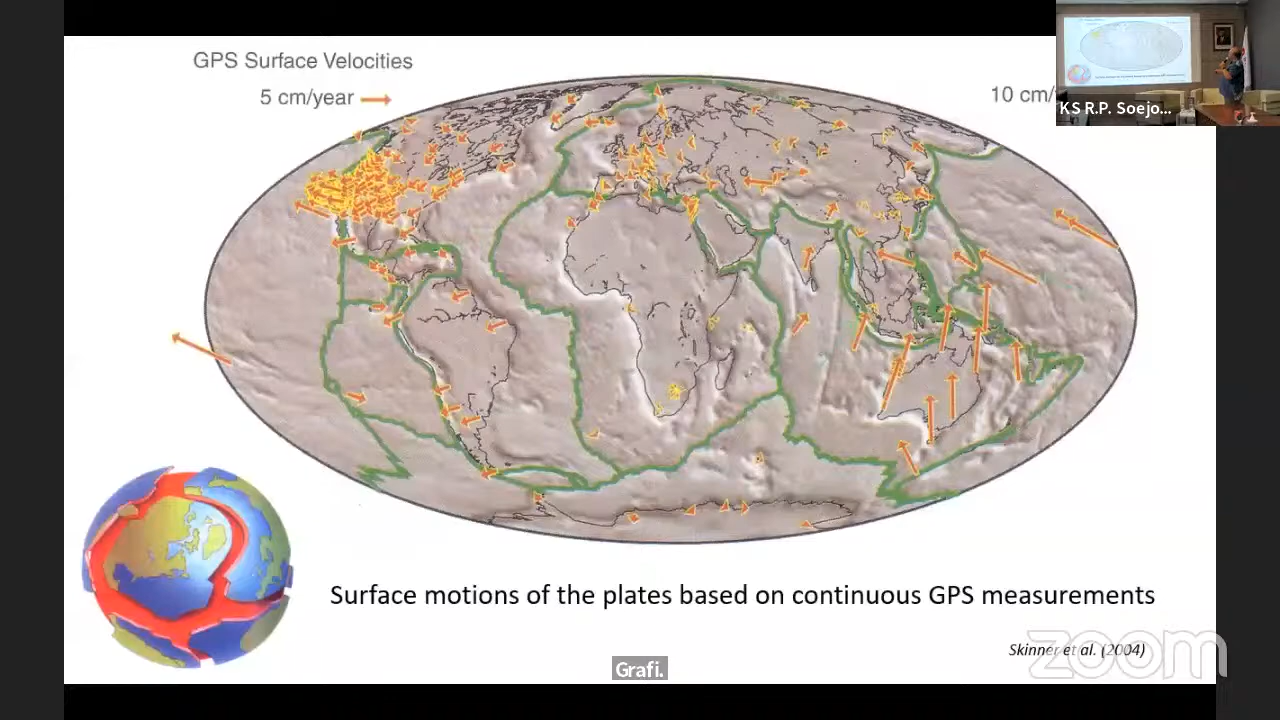 GPS Surface Velocities
5 cm/year
10 cm/
KS R.P. Soejo...
Surface motions of the plates based on continuous GPS measurements
Skinner et al. (2004)
zoom
Grafi.